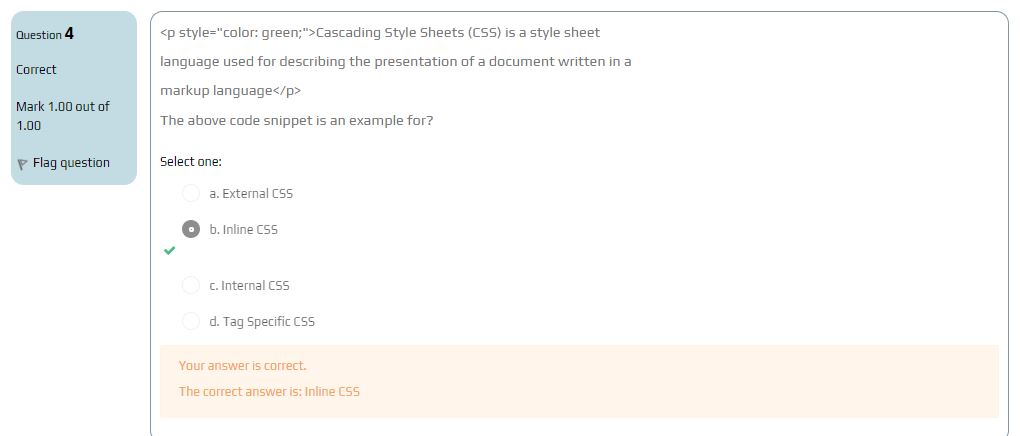 Question 4
Correct
Mark 1.00 out of
1.00
Flag question
<p style="color: green;">Cascading Style Sheets (CSS) is a style sheet
language used for describing the presentation of a document written in a
markup language</p>
The above code snippet is an example for?
Select one:
a. External CSS
b. Inline CSS
c. Internal CSS
d. Tag Specific CSS
Your answer is correct.
The correct answer is: Inline CSS